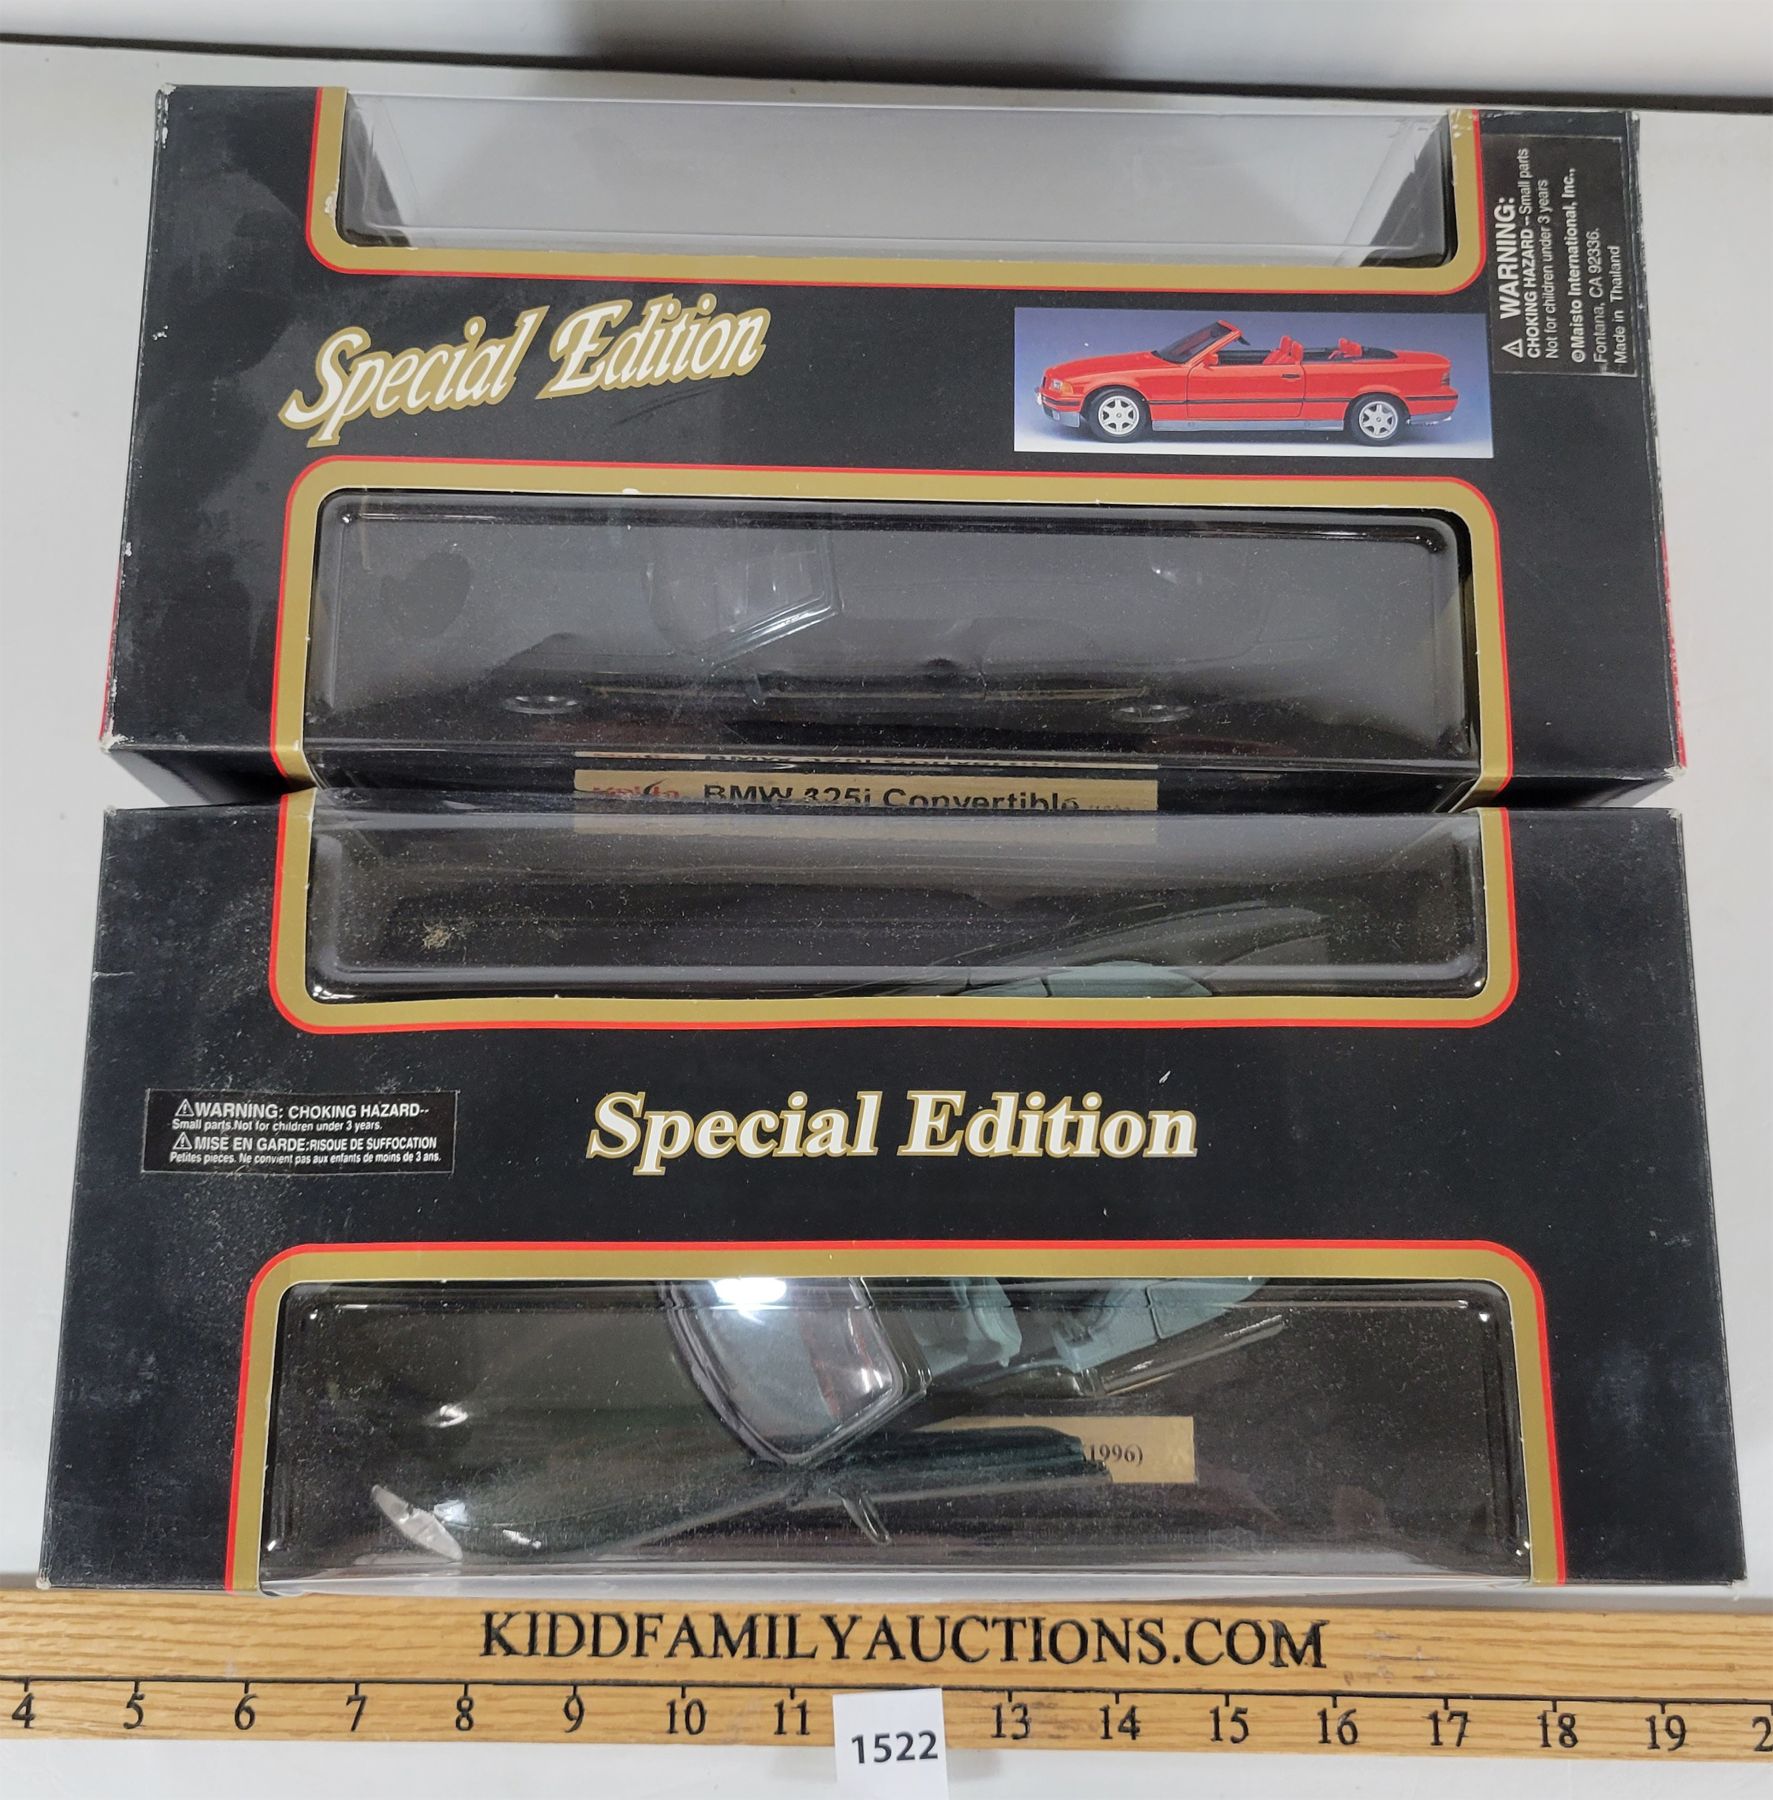 Special Edition
⚠ WARNING:
CHOKING HAZARD--Small parts
Not for children under 3 years
©Maisto International, Inc.,
Fontana, CA 92336.
Made in Thailand
BMW 325i Convertible
⚠WARNING: CHOKING HAZARD--
Small parts.Not for children under 3 years.
⚠MISE EN GARDE:RISQUE DE SUFFOCATION
Petites pieces. Ne convient pas aux enfants de moins de 3 ans.
Special Edition
(1996)
KIDDFAMILYAUCTIONS.COM
4 5 6 7 8 9 10 11 13 14 15 16 17 18 19
1522